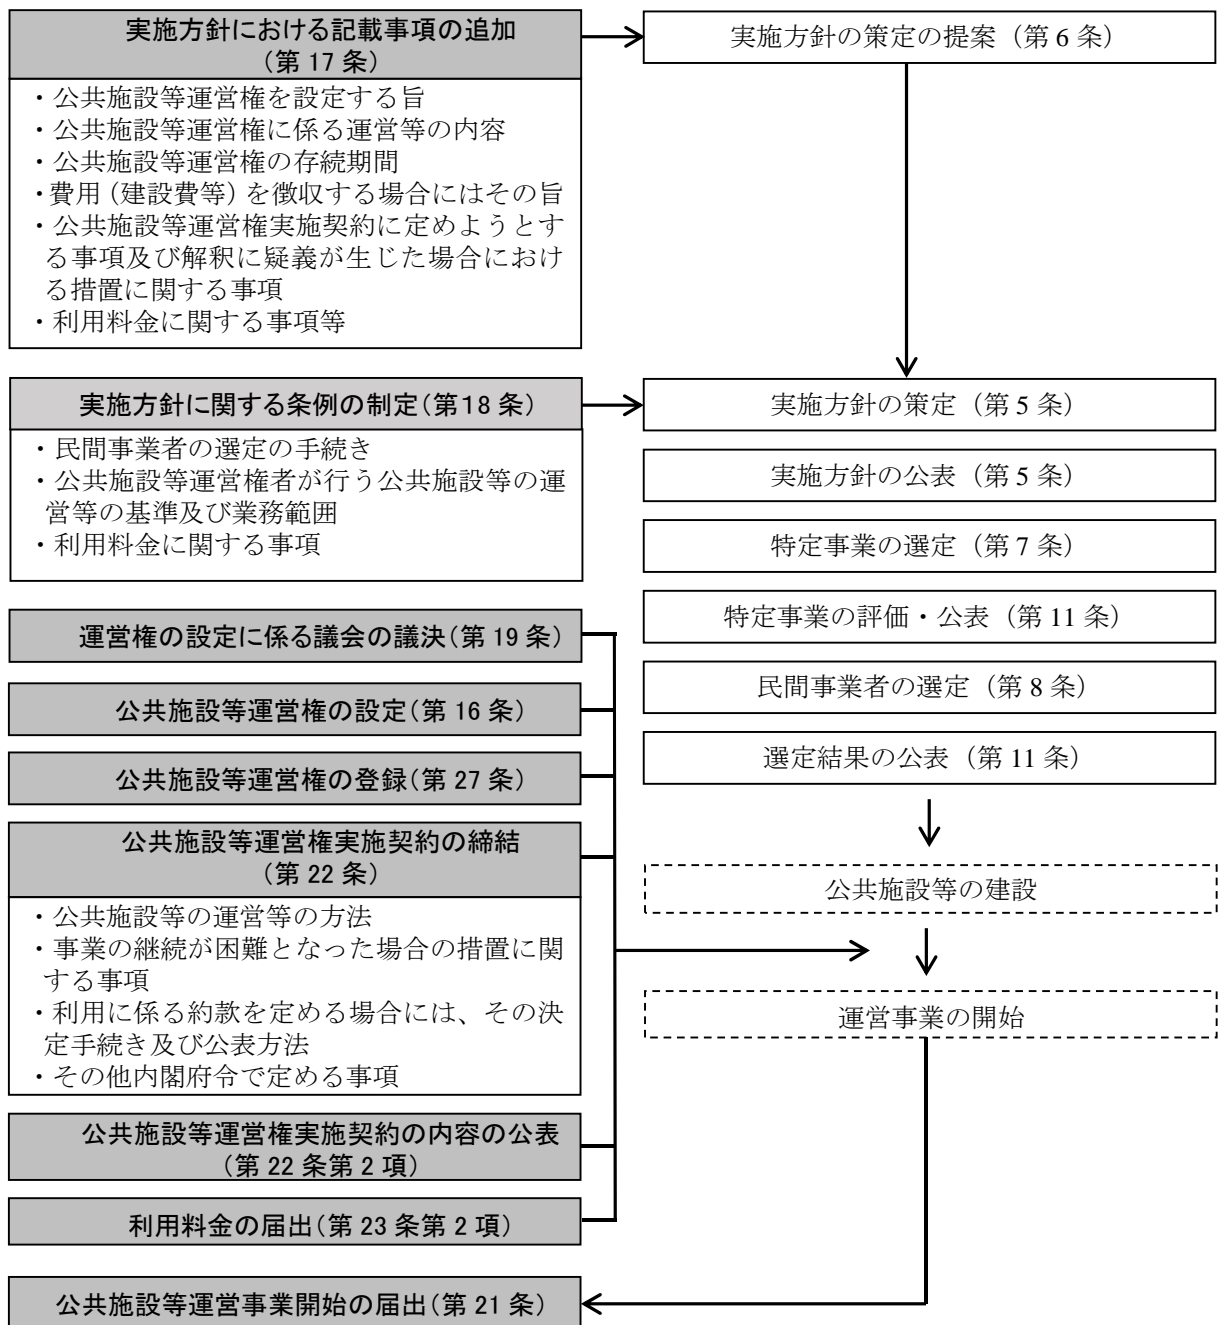 実施方針における記載事項の追加
(第 17 条)
・公共施設等運営権を設定する旨
・公共施設等運営権に係る運営等の内容
・公共施設等運営権の存続期間
・費用（建設費等）を徴収する場合にはその旨
・公共施設等運営権実施契約に定めようとす
る事項及び解釈に疑義が生じた場合におけ
る措置に関する事項
・利用料金に関する事項等
実施方針の策定の提案（第 6 条）
実施方針に関する条例の制定(第18 条)
・民間事業者の選定の手続き
・公共施設等運営権者が行う公共施設等の運
営等の基準及び業務範囲
・利用料金に関する事項
実施方針の策定（第 5 条）
実施方針の公表（第 5 条）
特定事業の選定（第 7 条）
特定事業の評価・公表（第 11 条）
民間事業者の選定（第 8 条）
選定結果の公表（第 11 条）
公共施設等の建設
運営事業の開始
運営権の設定に係る議会の議決(第 19 条)
公共施設等運営権の設定(第 16 条)
公共施設等運営権の登録(第 27 条)
公共施設等運営権実施契約の締結
(第 22 条)
・公共施設等の運営等の方法
・事業の継続が困難となった場合の措置に関
する事項
・利用に係る約款を定める場合には、その決
定手続き及び公表方法
・その他内閣府令で定める事項
公共施設等運営権実施契約の内容の公表
(第 22 条第 2 項)
利用料金の届出(第 23 条第 2 項)
公共施設等運営事業開始の届出(第 21 条)